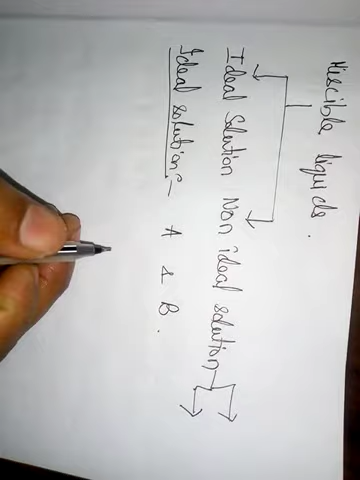 Miscible liquids.
Ideal Solution Non ideal solution
Ideal solution:- A & B.